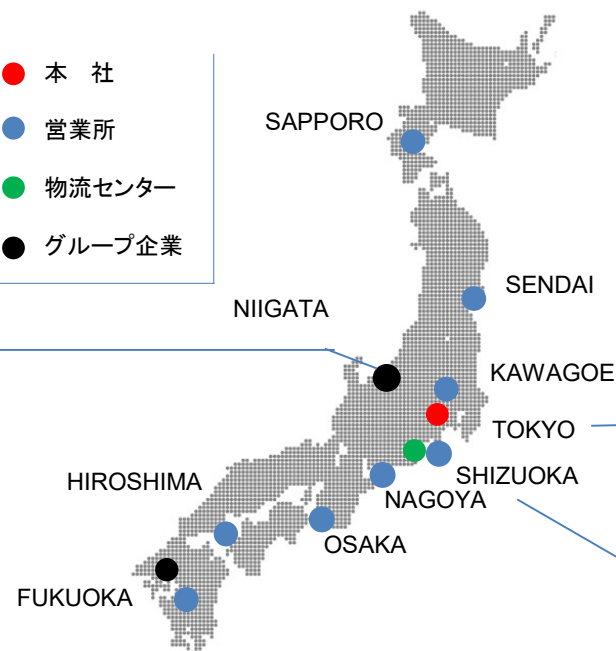 本　社
営業所
物流センター
グループ企業
SAPPORO
SENDAI
NIIGATA
KAWAGOE
TOKYO
SHIZUOKA
HIROSHIMA
NAGOYA
OSAKA
FUKUOKA